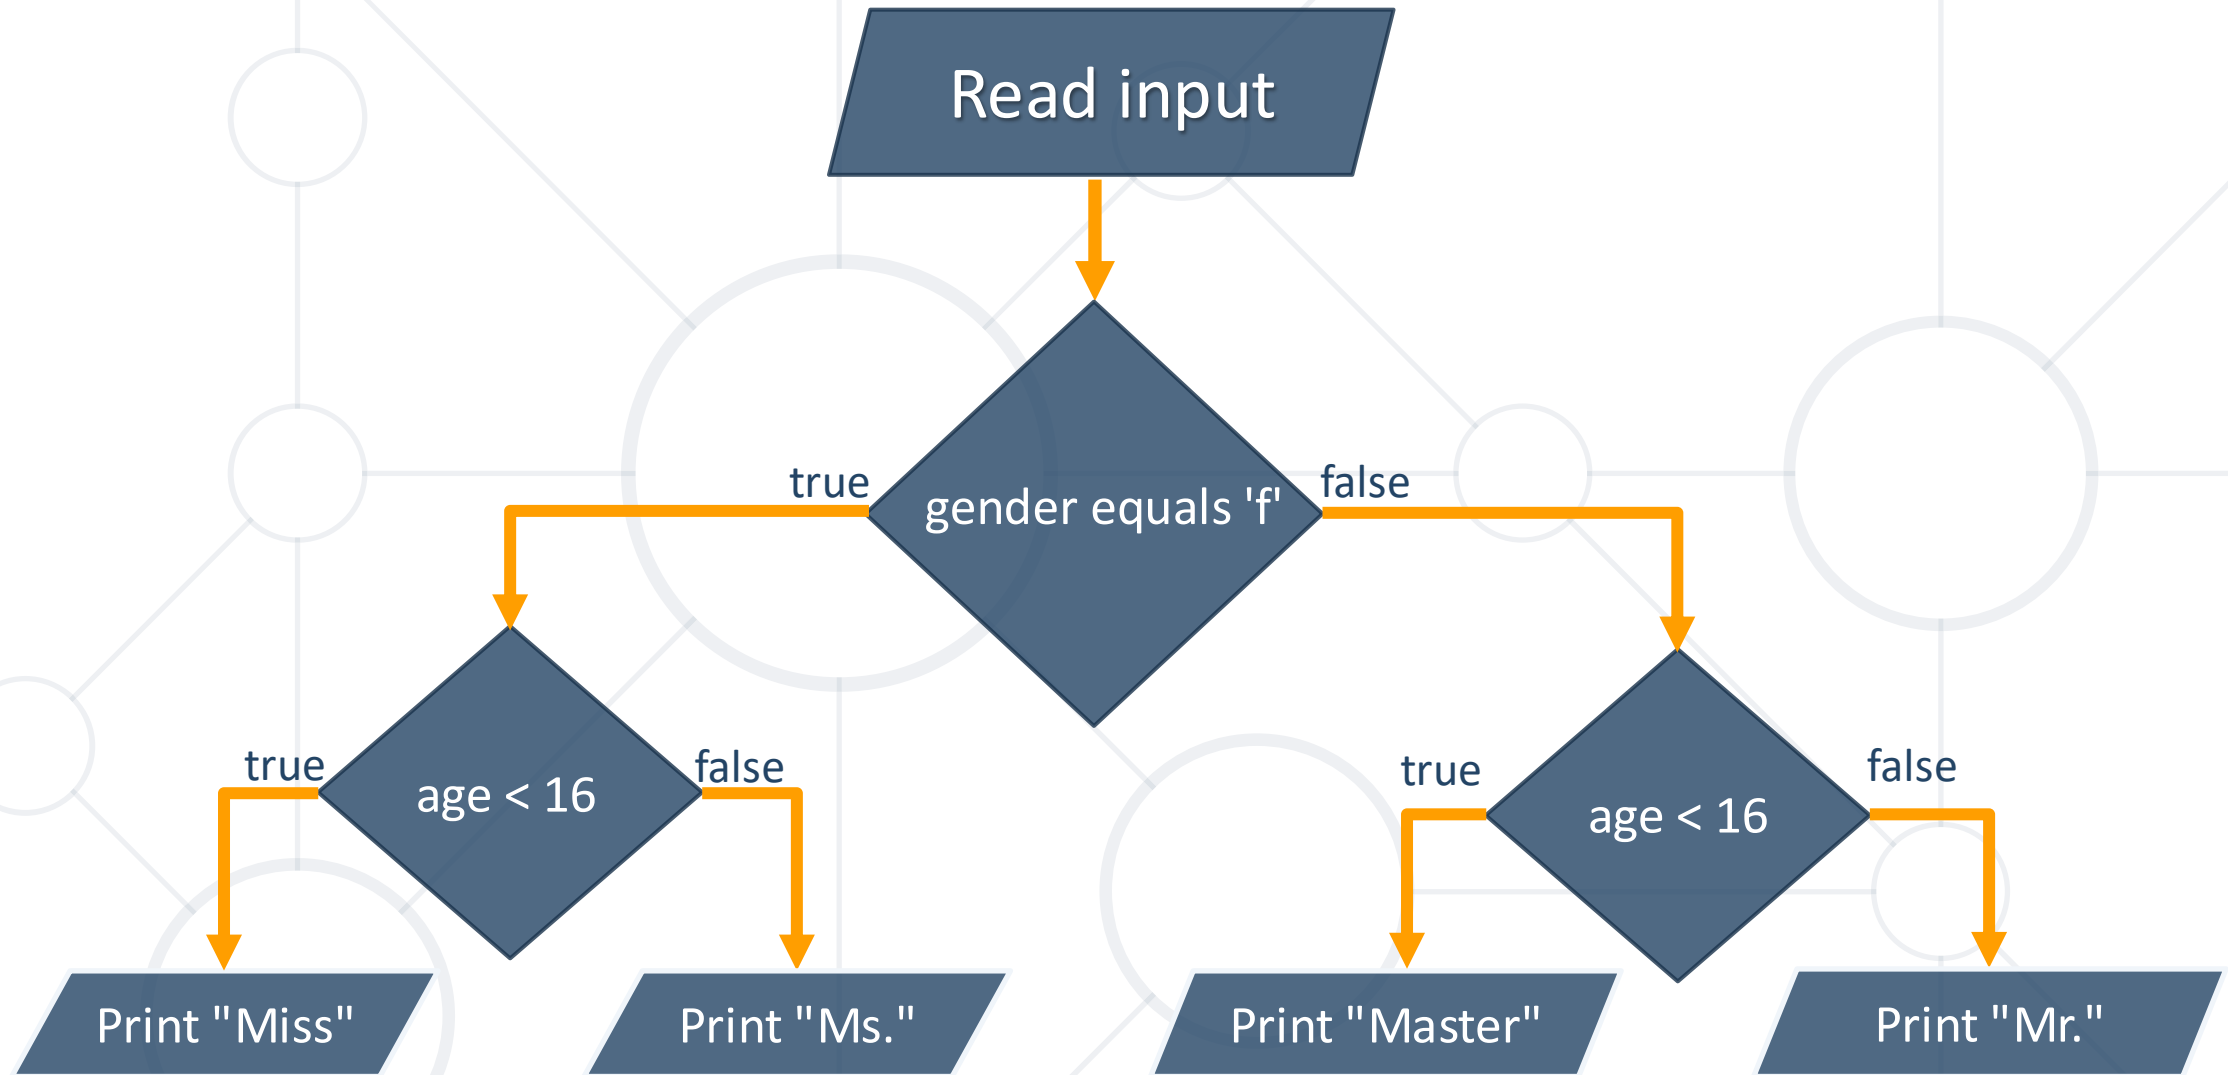 Read input
true
gender equals 'f'
false
true
age < 16
false
true
age < 16
false
Print "Miss"
Print "Ms."
Print "Master"
Print "Mr."